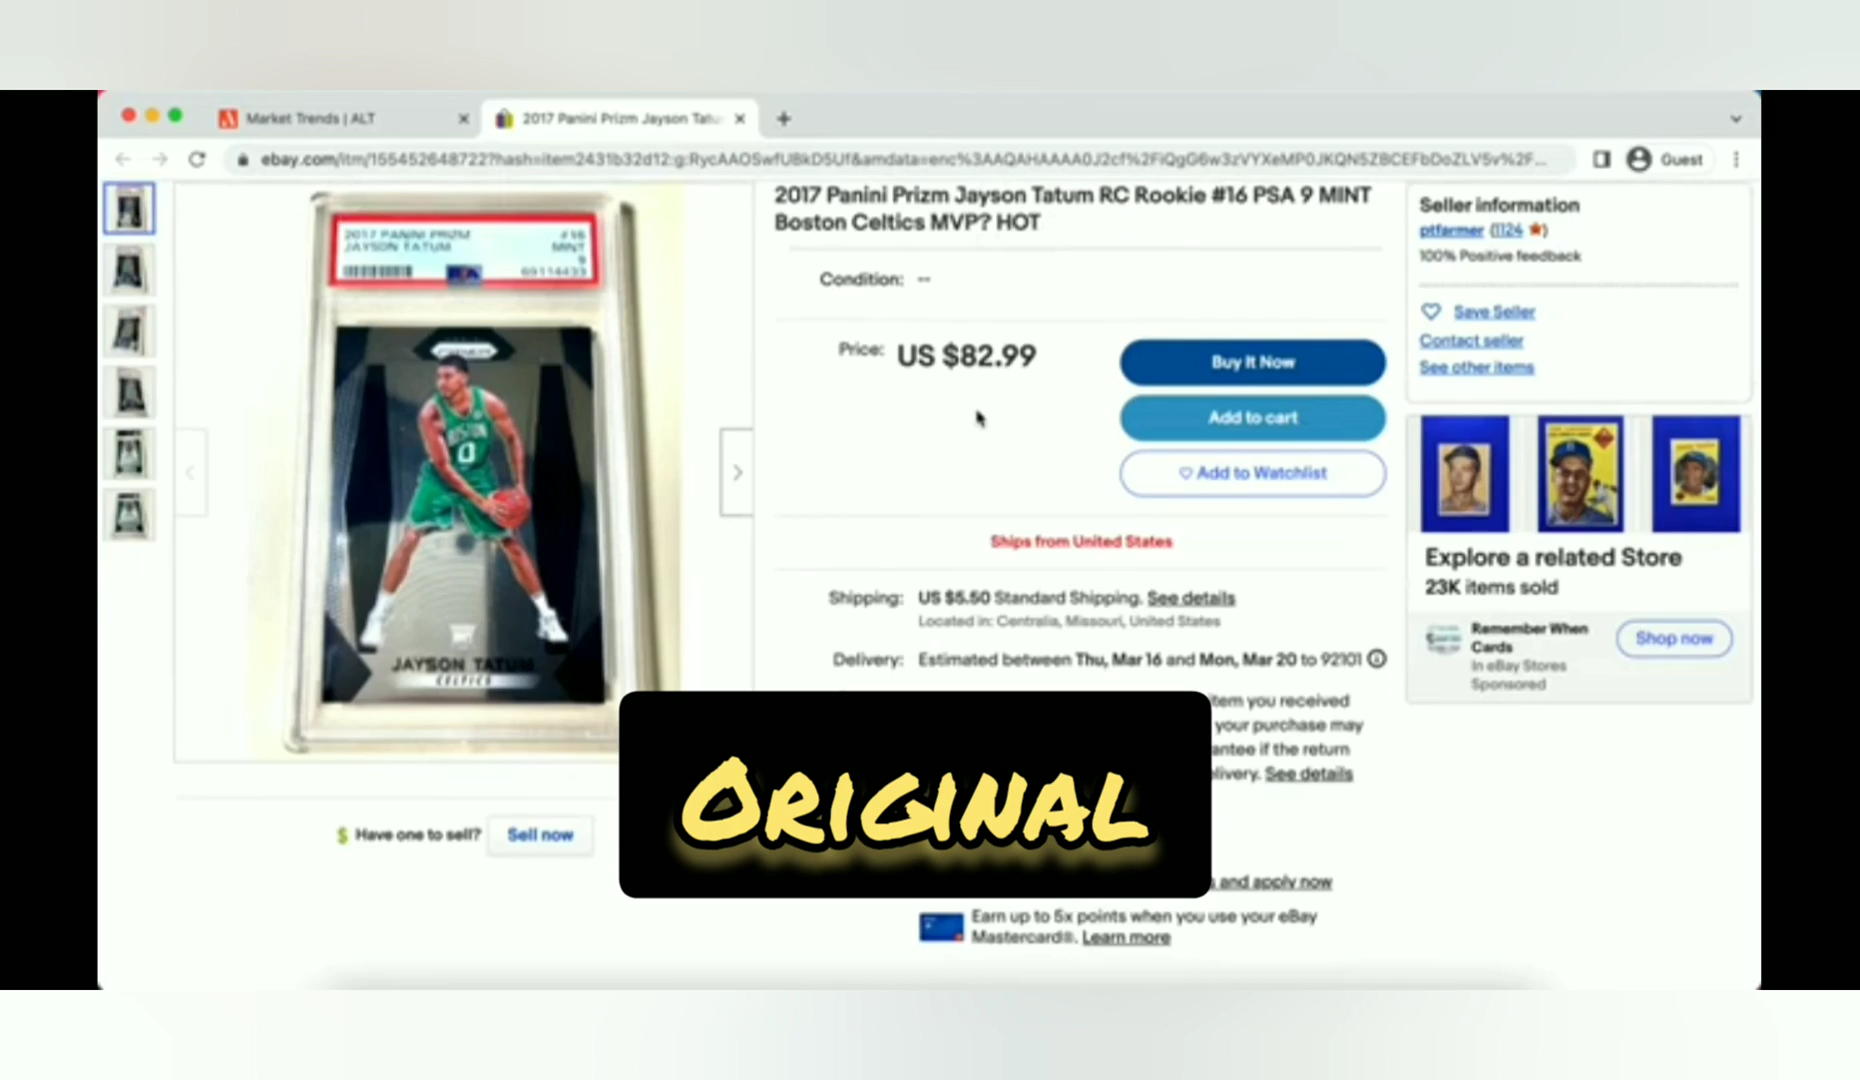 Market Trends | ALT
2017 Panini Prizm Jayson Tatu
Guest
2017 Panini Prizm Jayson Tatum RC Rookie #16 PSA 9 MINT
Boston Celtics MVP? HOT
2017 PANINI PRIZM #16
JAYSON TATUM MINT
9
69114433
BOSTON
0
JAYSON TATUM
CELTICS
Have one to sell? Sell now
Condition: --
Price: US $82.99
Buy It Now
Add to cart
Add to Watchlist
Ships from United States
Shipping: US $5.50 Standard Shipping. See details
Located in: Centralia, Missouri, United States
Delivery: Estimated between Thu, Mar 16 and Mon, Mar 20 to 92101
item you received
your purchase may
if the return
See details
ORIGINAL
and apply now
Earn up to 5x points when you use your eBay
Mastercard®. Learn more
Seller information
ptfarmer (1124)
100% Positive feedback
Save Seller
Contact seller
See other items
Explore a related Store
23K items sold
Remember When
Cards
In eBay Stores
Sponsored
Shop now